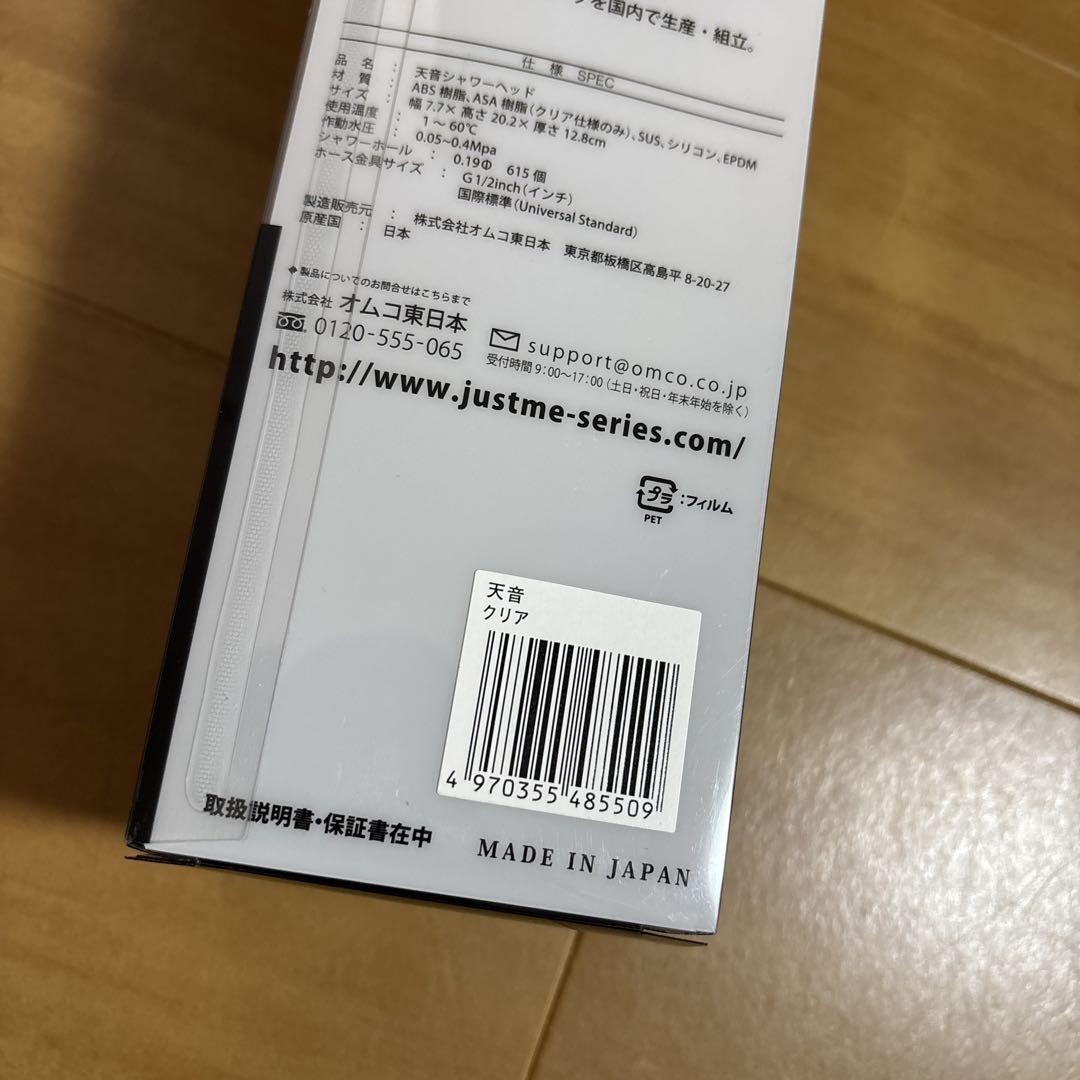 を国内で生産・組立。
仕 様 SPEC
品 名 : 天音シャワーヘッド
材 質 : ABS 樹脂、ASA 樹脂(クリア仕様のみ)、SUS、シリコン、EPDM
サイズ : 幅 7.7× 高さ 20.2× 厚さ 12.8cm
使用温度 : 1 〜 60℃
作動水圧 : 0.05~0.4Mpa
シャワーホール : 0.19Φ 615 個
ホース金具サイズ : G 1/2inch(インチ)
国際標準(Universal Standard)
製造販売元 : 株式会社オムコ東日本 東京都板橋区高島平 8-20-27
原産国 : 日本
◆製品についてのお問合せはこちらまで
株式会社 オムコ東日本
0120-555-065
support@omco.co.jp
受付時間 9:00〜17:00(土日・祝日・年末年始を除く)
http://www.justme-series.com/
プラ :フィルム
PET
天音
クリア
4 970355 485509
取扱説明書・保証書在中
MADE IN JAPAN